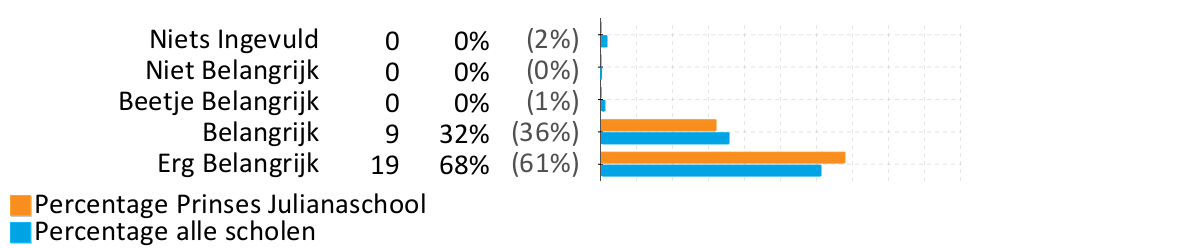 Niets Ingevuld 0 0% (2%)
Niet Belangrijk 0 0% (0%)
Beetje Belangrijk 0 0% (1%)
Belangrijk 9 32% (36%)
Erg Belangrijk 19 68% (61%)
Percentage Prinses Julianaschool
Percentage alle scholen